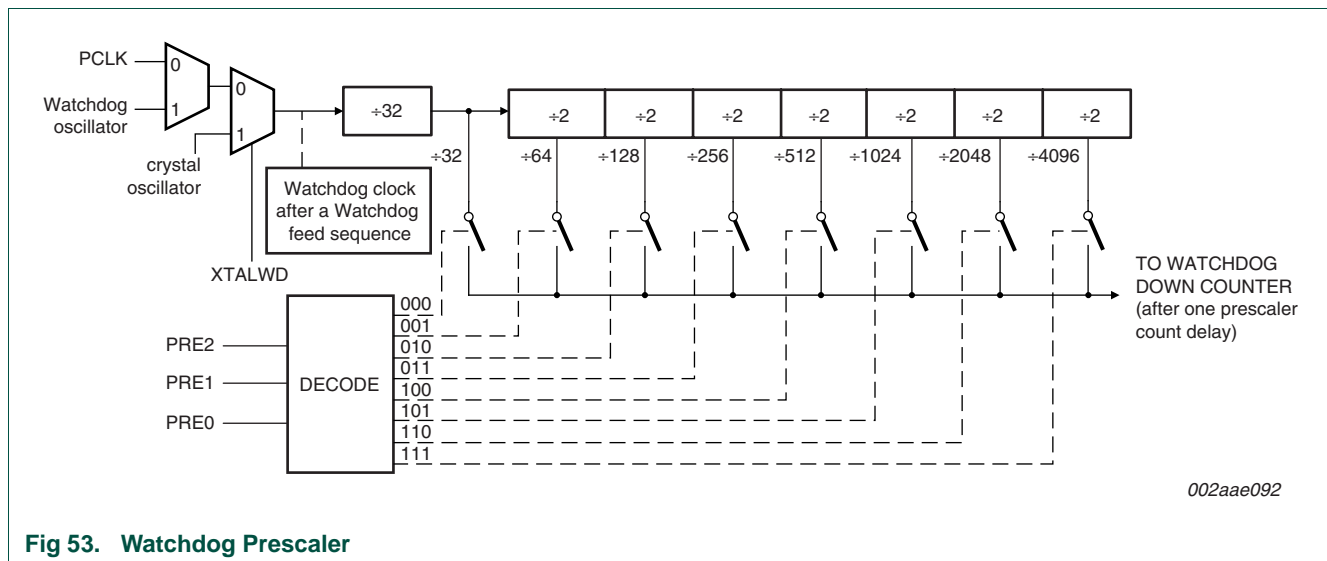 PCLK
0
Watchdog
oscillator
1
0
1
crystal
oscillator
XTALWD
÷32
÷2
÷2
÷2
÷2
÷2
÷2
÷2
÷32
÷64
÷128
÷256
÷512
÷1024
÷2048
÷4096
Watchdog clock
after a Watchdog
feed sequence
TO WATCHDOG
DOWN COUNTER
(after one prescaler
count delay)
PRE2
PRE1
PRE0
DECODE
000
001
010
011
100
101
110
111
002aae092
Fig 53. Watchdog Prescaler